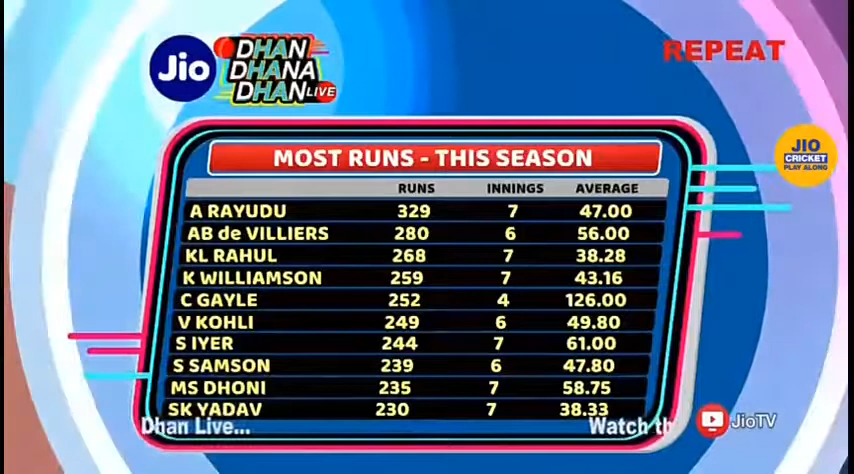 Jio
DHAN
DHANA
DHAN LIVE
REPEAT
JIO
CRICKET
PLAY ALONG
MOST RUNS - THIS SEASON
RUNS INNINGS AVERAGE
A RAYUDU 329 7 47.00
AB de VILLIERS 280 6 56.00
KL RAHUL 268 7 38.28
K WILLIAMSON 259 7 43.16
C GAYLE 252 4 126.00
V KOHLI 249 6 49.80
S IYER 244 7 61.00
S SAMSON 239 6 47.80
MS DHONI 235 7 58.75
SK YADAV 230 7 38.33
Dhan Live... Watch th
JioTV